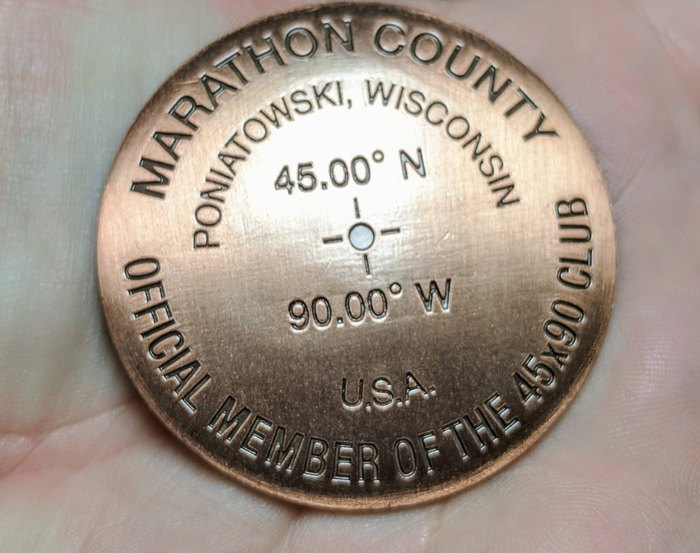 MARATHON COUNTY
PONIATOWSKI, WISCONSIN
45.00° N
90.00° W
U.S.A.
OFFICIAL MEMBER OF THE 45x90 CLUB